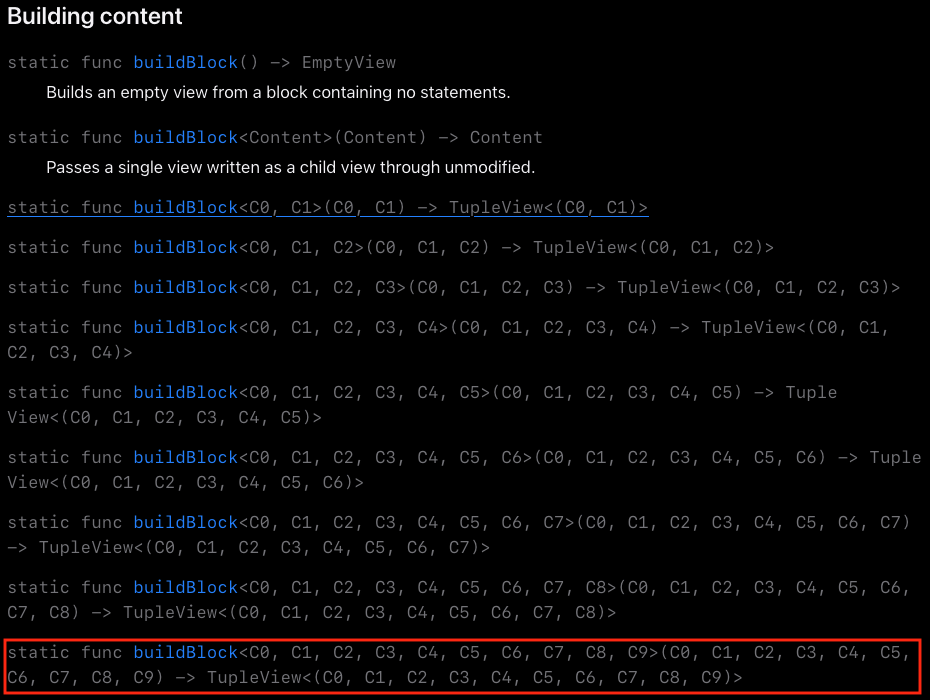 Building content
static func buildBlock() -> EmptyView
Builds an empty view from a block containing no statements.
static func buildBlock<Content>(Content) -> Content
Passes a single view written as a child view through unmodified.
static func buildBlock<C0, C1>(C0, C1) -> TupleView<(C0, C1)>
static func buildBlock<C0, C1, C2>(C0, C1, C2) -> TupleView<(C0, C1, C2)>
static func buildBlock<C0, C1, C2, C3>(C0, C1, C2, C3) -> TupleView<(C0, C1, C2, C3)>
static func buildBlock<C0, C1, C2, C3, C4>(C0, C1, C2, C3, C4) -> TupleView<(C0, C1,
C2, C3, C4)>
static func buildBlock<C0, C1, C2, C3, C4, C5>(C0, C1, C2, C3, C4, C5) -> Tuple
View<(C0, C1, C2, C3, C4, C5)>
static func buildBlock<C0, C1, C2, C3, C4, C5, C6>(C0, C1, C2, C3, C4, C5, C6) -> Tuple
View<(C0, C1, C2, C3, C4, C5, C6)>
static func buildBlock<C0, C1, C2, C3, C4, C5, C6, C7>(C0, C1, C2, C3, C4, C5, C6, C7)
-> TupleView<(C0, C1, C2, C3, C4, C5, C6, C7)>
static func buildBlock<C0, C1, C2, C3, C4, C5, C6, C7, C8>(C0, C1, C2, C3, C4, C5, C6,
C7, C8) -> TupleView<(C0, C1, C2, C3, C4, C5, C6, C7, C8)>
static func buildBlock<C0, C1, C2, C3, C4, C5, C6, C7, C8, C9>(C0, C1, C2, C3, C4, C5,
C6, C7, C8, C9) -> TupleView<(C0, C1, C2, C3, C4, C5, C6, C7, C8, C9)>